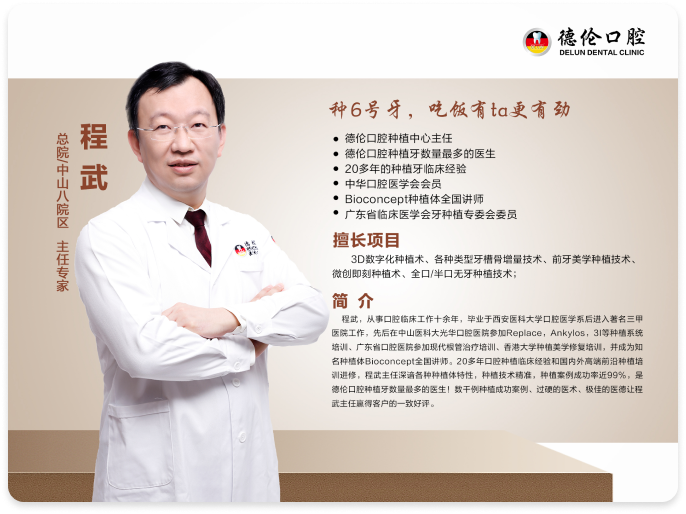 德伦口腔
DELUN DENTAL CLINIC
种6号牙，吃饭有ta更有劲
程武
总院/中山八院区 主任专家
德伦口腔种植中心主任
德伦口腔种植牙数量最多的医生
20多年的种植牙临床经验
中华口腔医学会会员
Bioconcept种植体全国讲师
广东省临床医学会牙种植专委会委员
擅长项目
3D数字化种植术、各种类型牙槽骨增量技术、前牙美学种植技术、
微创即刻种植术、全口/半口无牙种植技术；
简 介
程武，从事口腔临床工作十余年，毕业于西安医科大学口腔医学系后进入著名三甲
医院工作，先后在中山医科大光华口腔医院参加Replace，Ankylos，3I等种植系统
培训、广东省口腔医院参加现代根管治疗培训、香港大学种植美学修复培训，并成为知
名种植体Bioconcept全国讲师。20多年口腔种植临床经验和国内外高端前沿种植培
训进修，程武主任深谙各种种植体特性，种植技术精准，种植案例成功率近99%，是
德伦口腔种植牙数量最多的医生！数千例种植成功案例、过硬的医术、极佳的医德让程
武主任赢得客户的一致好评。